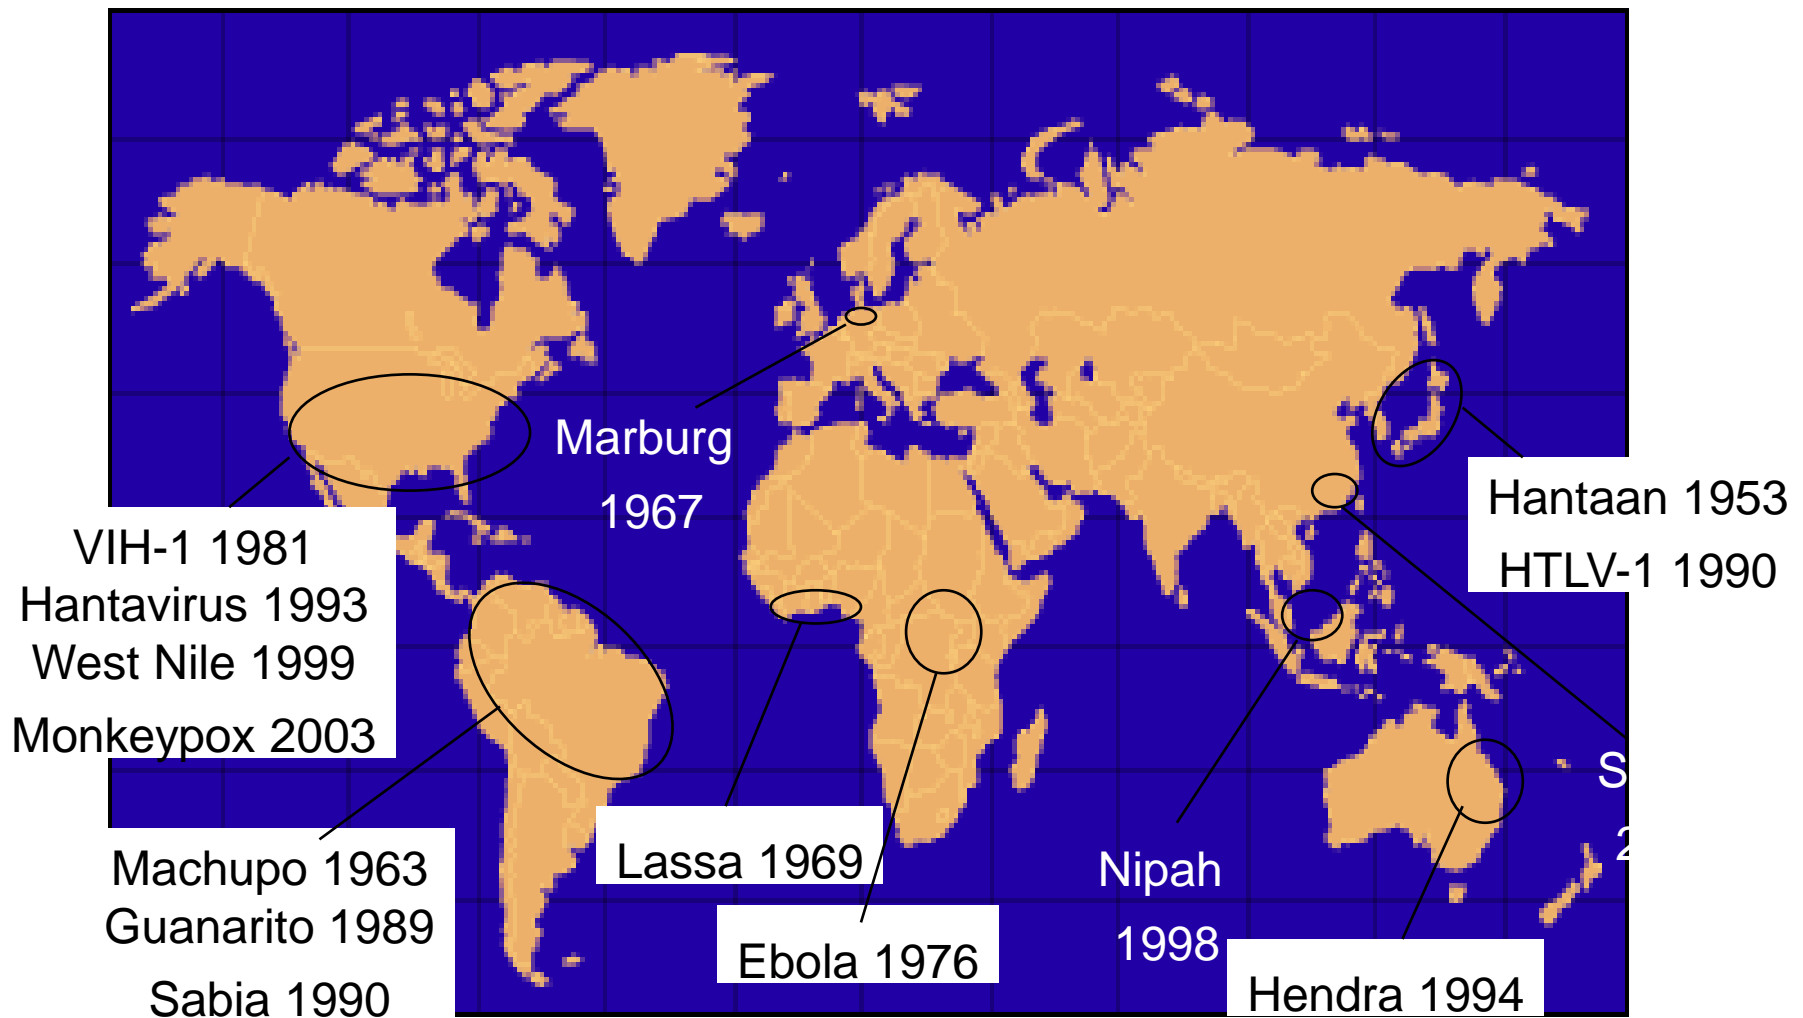 Marburg
1967
Hantaan 1953
HTLV-1 1990
VIH-1 1981
Hantavirus 1993
West Nile 1999
Monkeypox 2003
S
2
Machupo 1963
Guanarito 1989
Sabia 1990
Lassa 1969
Ebola 1976
Nipah
1998
Hendra 1994